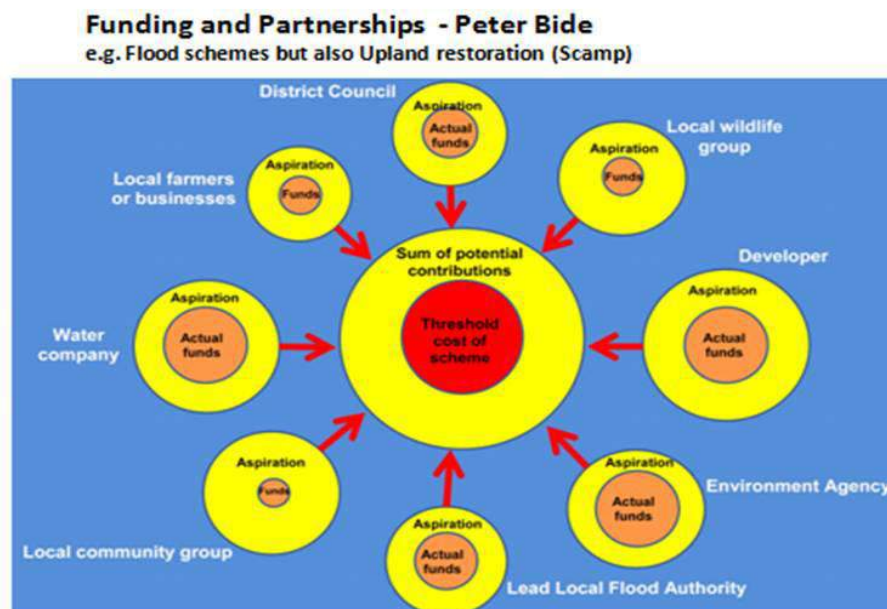 Funding and Partnerships - Peter Bide
e.g. Flood schemes but also Upland restoration (Scamp)
District Council
Aspiration
Actual
funds
Local wildlife
group
Aspiration
Funds
Local farmers
or businesses
Aspiration
Funds
Sum of potential
contributions
Threshold
cost of
scheme
Developer
Aspiration
Actual
funds
Water
company
Aspiration
Actual
funds
Aspiration
Funds
Local community group
Aspiration
Actual
funds
Environment Agency
Aspiration
Actual
funds
Lead Local Flood Authority